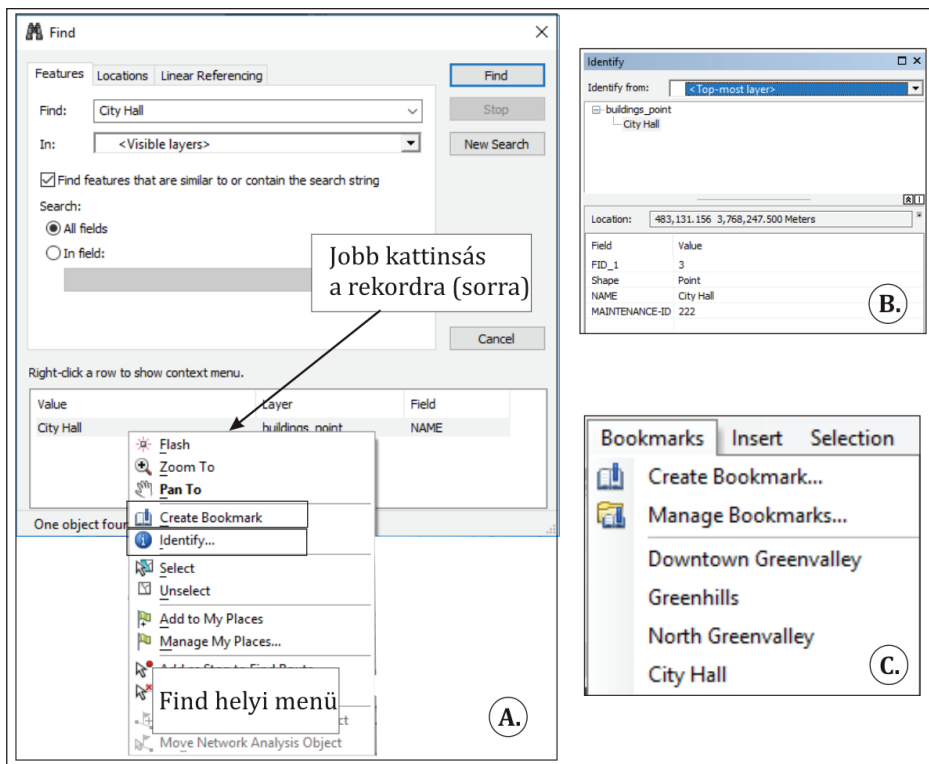 Find
Features Locations Linear Referencing
Find
Find: City Hall
Stop
In: <Visible layers>
New Search
Find features that are similar to or contain the search string
Search:
All fields
In field:
Jobb kattinsás
a rekordra (sorra)
Cancel
Right-click a row to show context menu.
Value Layer Field
City Hall buildings_point NAME
Flash
Zoom To
Pan To
Create Bookmark
One object four
Identify...
Select
Unselect
Add to My Places
Manage My Places...
Find helyi menü
ct
Move Network Analysis Object
A.
Identify
Identify from: <Top-most layer>
buildings_point
City Hall
Location: 483,131.156 3,768,247.500 Meters
Field Value
FID_1 3
Shape Point
NAME City Hall
MAINTENANCE-ID 222
B.
Bookmarks Insert Selection
Create Bookmark...
Manage Bookmarks...
Downtown Greenvalley
Greenhills
North Greenvalley
City Hall
C.